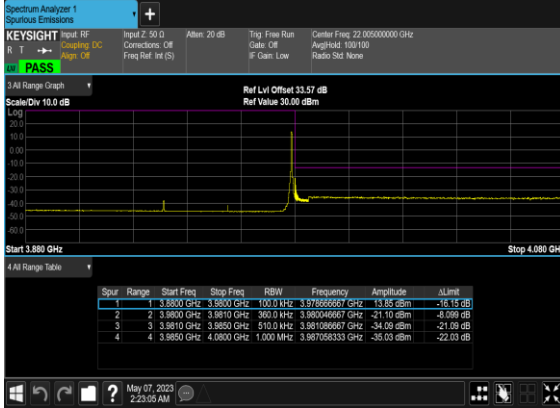 Spectrum Analyzer 1
Spurious Emissions
+
KEYSIGHT Input: RF Input Z: 50 Ω Atten: 20 dB Trig: Free Run Center Freq: 22.005000000 GHz
R T Coupling: DC Corrections: Off Gate: Off Avg|Hold: 100/100
Align: Off Freq Ref: Int (S) IF Gain: Low Radio Std: None
PASS
3 All Range Graph
Ref Lvl Offset 33.57 dB
Scale/Div 10.0 dB Ref Value 30.00 dBm
Log
20.0
10.0
0.00
-10.0
-20.0
-30.0
-40.0
-50.0
-60.0
Start 3.880 GHz Stop 4.080 GH
4 All Range Table
Spur Range Start Freq Stop Freq RBW Frequency Amplitude ΔLimit
1 1 3.8800 GHz 3.9800 GHz 100.0 kHz 3.978666667 GHz 13.85 dBm -16.15 dB
2 2 3.9800 GHz 3.9810 GHz 360.0 kHz 3.980046667 GHz -21.10 dBm -8.099 dB
3 3 3.9810 GHz 3.9850 GHz 510.0 kHz 3.981086667 GHz -34.09 dBm -21.09 dB
4 4 3.9850 GHz 4.0800 GHz 1.000 MHz 3.987058333 GHz -35.03 dBm -22.03 dB
? May 07, 2023
2:23:05 AM